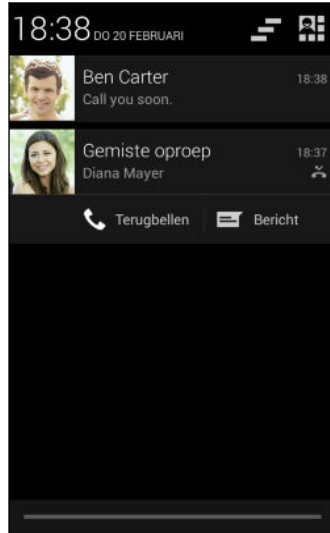 18:38 DO 20 FEBRUARI
Ben Carter 18:38
Call you soon.
Gemiste oproep 18:37
Diana Mayer
Terugbellen Bericht